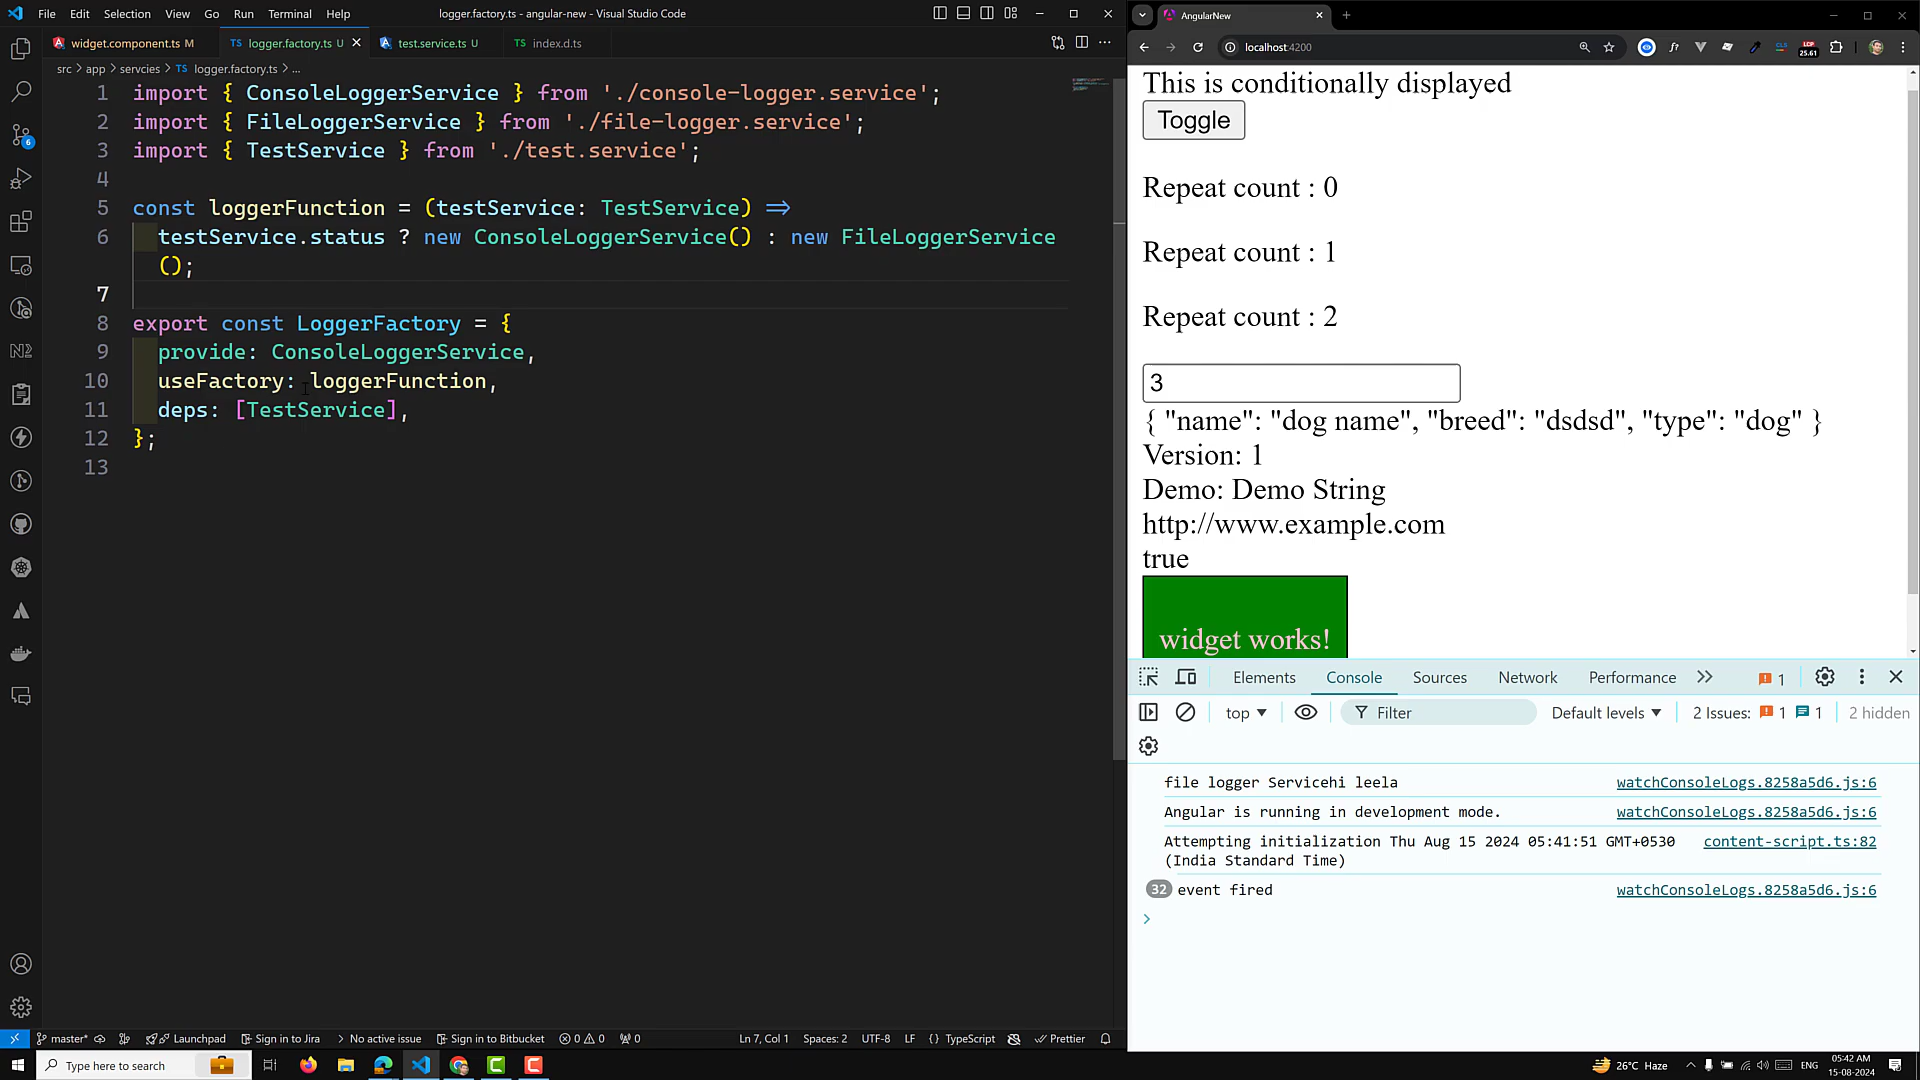 File Edit Selection View Go Run Terminal Help
logger.factory.ts - angular-new - Visual Studio Code
widget.component.ts M
TS logger.factory.ts U
test.service.ts U
TS index.d.ts
src > app > servcies > TS logger.factory.ts > ...
1 import { ConsoleLoggerService } from './console-logger.service';
2 import { FileLoggerService } from './file-logger.service';
3 import { TestService } from './test.service';
4
5 const loggerFunction = (testService: TestService) =>
6 testService.status ? new ConsoleLoggerService() : new FileLoggerService
();
7
8 export const LoggerFactory = {
9 provide: ConsoleLoggerService,
10 useFactory: loggerFunction,
11 deps: [TestService],
12 };
13
6
N2
master* Launchpad Sign in to Jira No active issue Sign in to Bitbucket 0 0 0 Ln 7, Col 1 Spaces: 2 UTF-8 LF { } TypeScript Prettier
AngularNew
localhost:4200
CLS
LCP
25.61
This is conditionally displayed
Toggle
Repeat count : 0
Repeat count : 1
Repeat count : 2
3
{ "name": "dog name", "breed": "dsdsd", "type": "dog" }
Version: 1
Demo: Demo String
http://www.example.com
true
widget works!
Elements Console Sources Network Performance 1
top Filter Default levels 2 Issues: 1 1 2 hidden
file logger Servicehi leela watchConsoleLogs.8258a5d6.js:6
Angular is running in development mode. watchConsoleLogs.8258a5d6.js:6
Attempting initialization Thu Aug 15 2024 05:41:51 GMT+0530 content-script.ts:82
(India Standard Time)
32 event fired watchConsoleLogs.8258a5d6.js:6
Type here to search
26°C Haze ENG 05:42 AM
15-08-2024